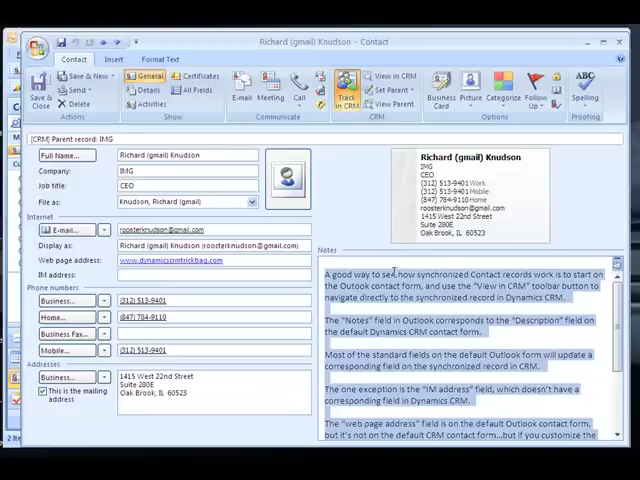 Richard (gmail) Knudson - Contact
Contact Insert Format Text
Save & Close
Save & New
Send
Delete
General
Details
Activities
Certificates
All Fields
E-mail Meeting Call
Track in CRM
View in CRM
Set Parent
View Parent
Business Card
Picture Categorize Follow Up
Spelling
Show Communicate CRM Options Proofing
[CRM] Parent record: IMG
Full Name... Richard (gmail) Knudson
Company: IMG
Job title: CEO
File as: Knudson, Richard (gmail)
Internet
E-mail... roosterknudson@gmail.com
Display as: Richard (gmail) Knudson (roosterknudson@gmail.com)
Web page address: www.dynamicscrmtrickbag.com
IM address:
Phone numbers
Business... (312) 513-9401
Home... (847) 784-9110
Business Fax...
Mobile... (312) 513-9401
Addresses
Business... 1415 West 22nd Street
Suite 280E
Oak Brook, IL 60523
This is the mailing address
Richard (gmail) Knudson
IMG
CEO
(312) 513-9401 Work
(312) 513-9401 Mobile
(847) 784-9110 Home
roosterknudson@gmail.com
1415 West 22nd Street
Suite 280E
Oak Brook, IL 60523
Notes
A good way to see how synchronized Contact records work is to start on
the Outook contact form, and use the "View in CRM" toolbar button to
navigate directly to the synchronized record in Dynamics CRM.
The "Notes" field in Outlook corresponds to the "Description" field on
the default Dynamics CRM contact form.
Most of the standard fields on the default Outlook form will update a
corresponding field on the synchronized record in CRM.
The one exception is the "IM address" field, which doesn't have a
corresponding field in Dynamics CRM.
The "web page address" field is on the default Outlook contact form,
but it's not on the default CRM contact form...but if you customize the